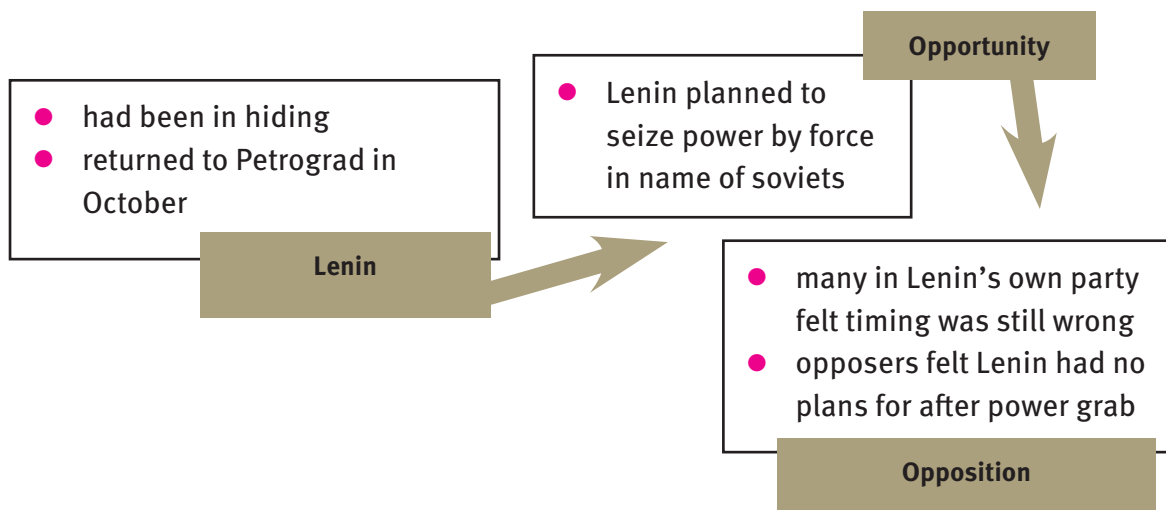 ● had been in hiding
● returned to Petrograd in
October
Lenin
Opportunity
● Lenin planned to
seize power by force
in name of soviets
● many in Lenin’s own party
felt timing was still wrong
● opposers felt Lenin had no
plans for after power grab
Opposition